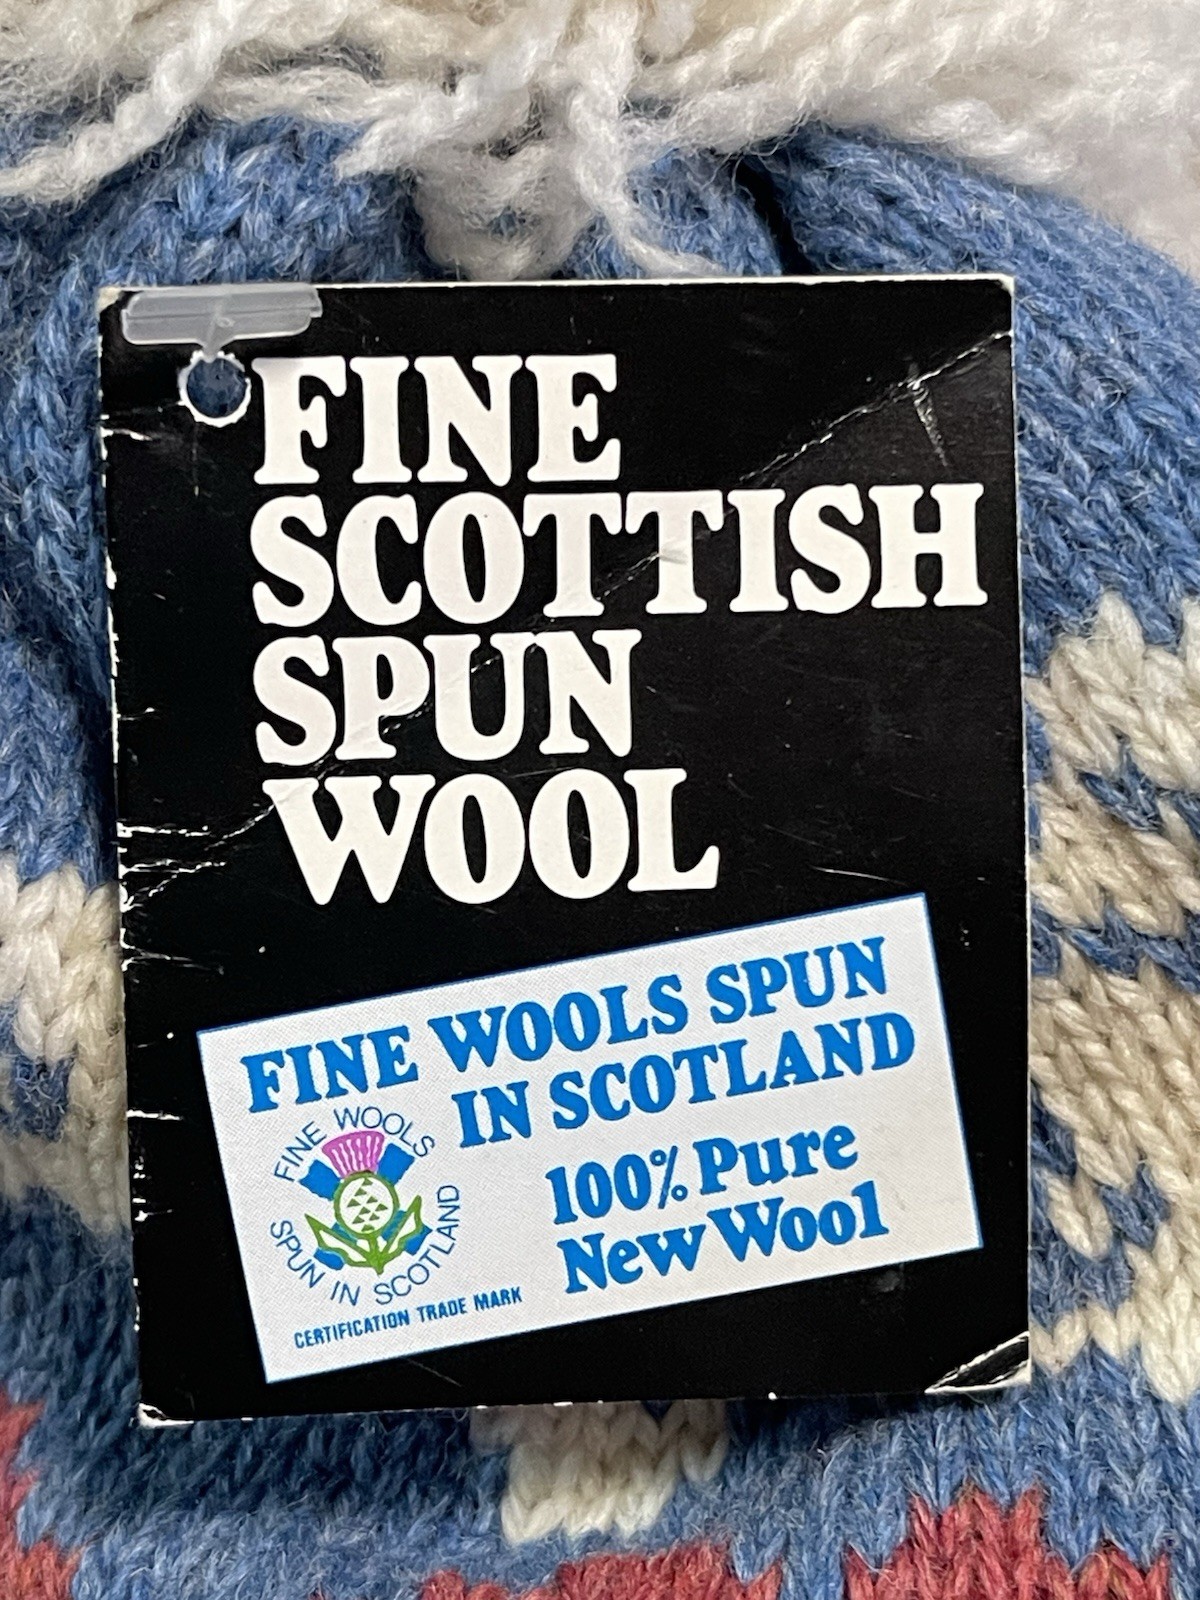 FINE
SCOTTISH
SPUN
WOOL
FINE WOOLS SPUN
IN SCOTLAND
FINE WOOLS
SPUN IN SCOTLAND
100% Pure
New Wool
CERTIFICATION TRADE MARK